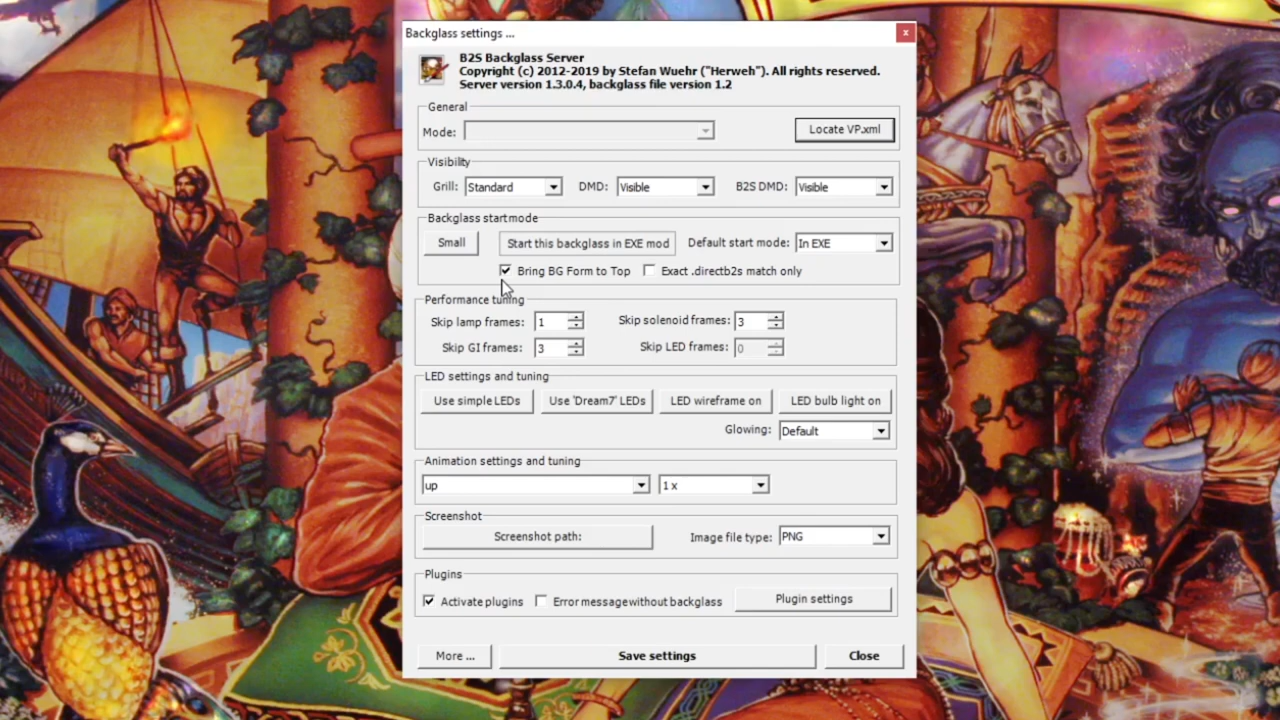 Backglass settings ...
x
B2S Backglass Server
Copyright (c) 2012-2019 by Stefan Wuehr ("Herweh"). All rights reserved.
Server version 1.3.0.4, backglass file version 1.2
General
Mode:
Locate VP.xml
Visibility
Grill: Standard DMD: Visible B2S DMD: Visible
Backglass startmode
Small Start this backglass in EXE mod Default start mode: In EXE
Bring BG Form to Top Exact .directb2s match only
Performance tuning
Skip lamp frames: 1 Skip solenoid frames: 3
Skip GI frames: 3 Skip LED frames: 0
LED settings and tuning
Use simple LEDs Use 'Dream7' LEDs LED wireframe on LED bulb light on
Glowing: Default
Animation settings and tuning
up 1 x
Screenshot
Screenshot path: Image file type: PNG
Plugins
Activate plugins Error message without backglass Plugin settings
More ... Save settings Close